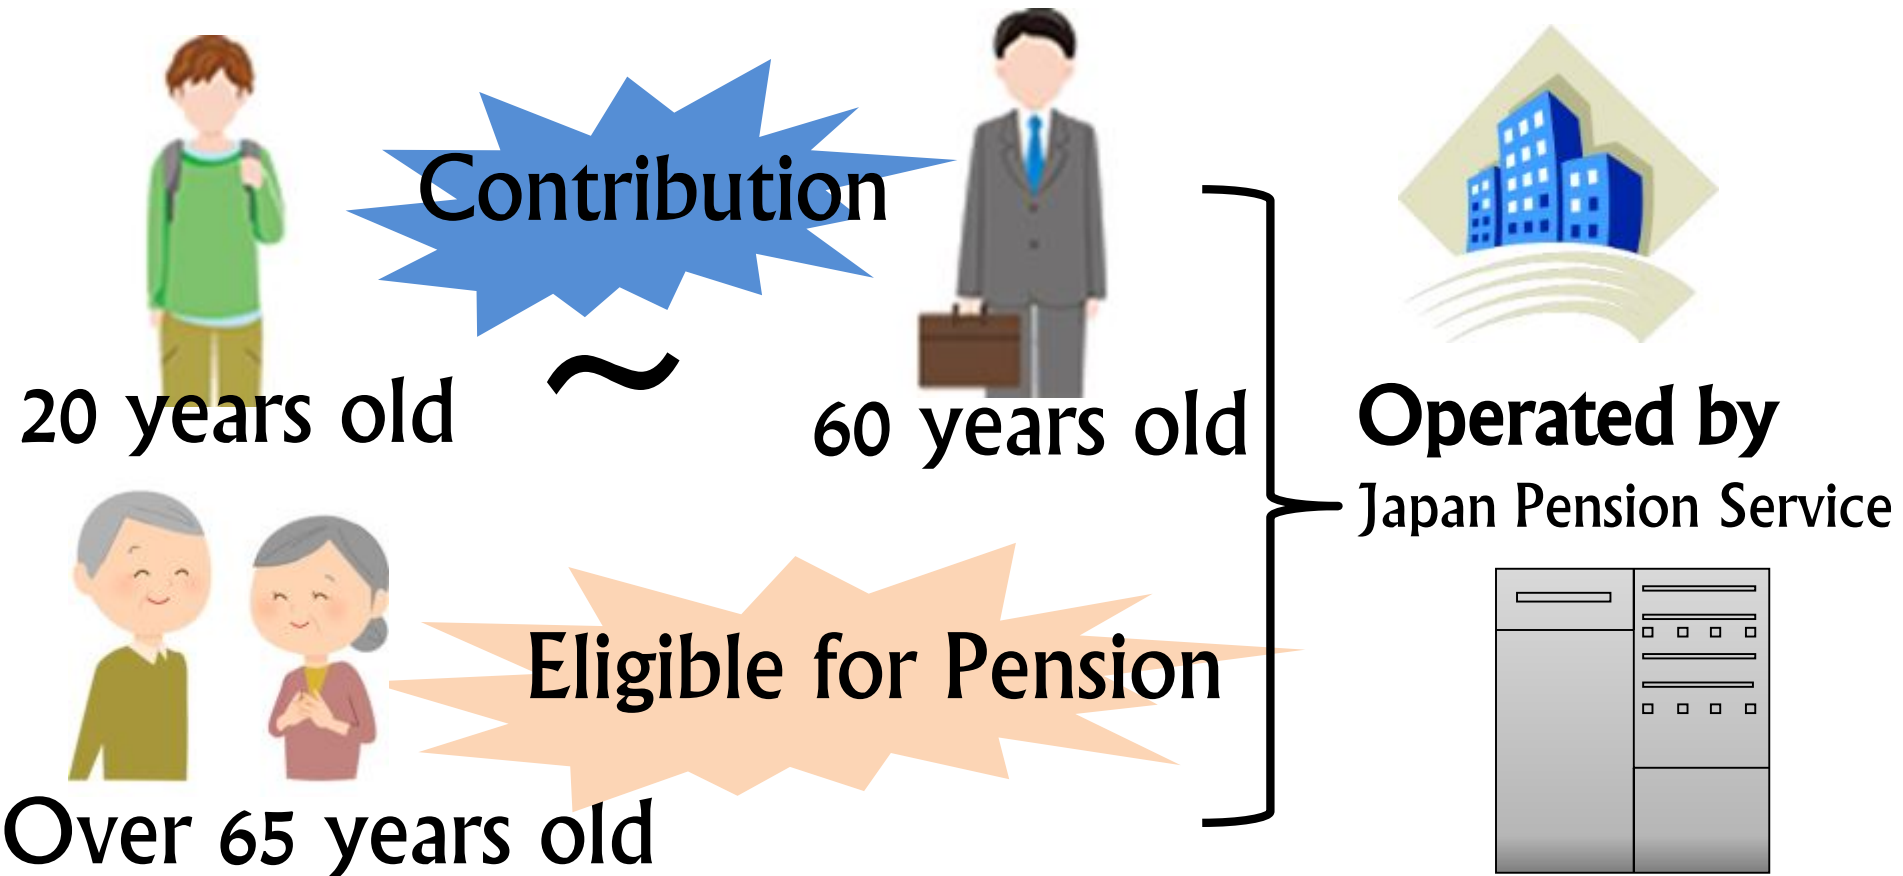 Contribution
20 years old
~
60 years old
Operated by
Japan Pension Service
Eligible for Pension
Over 65 years old